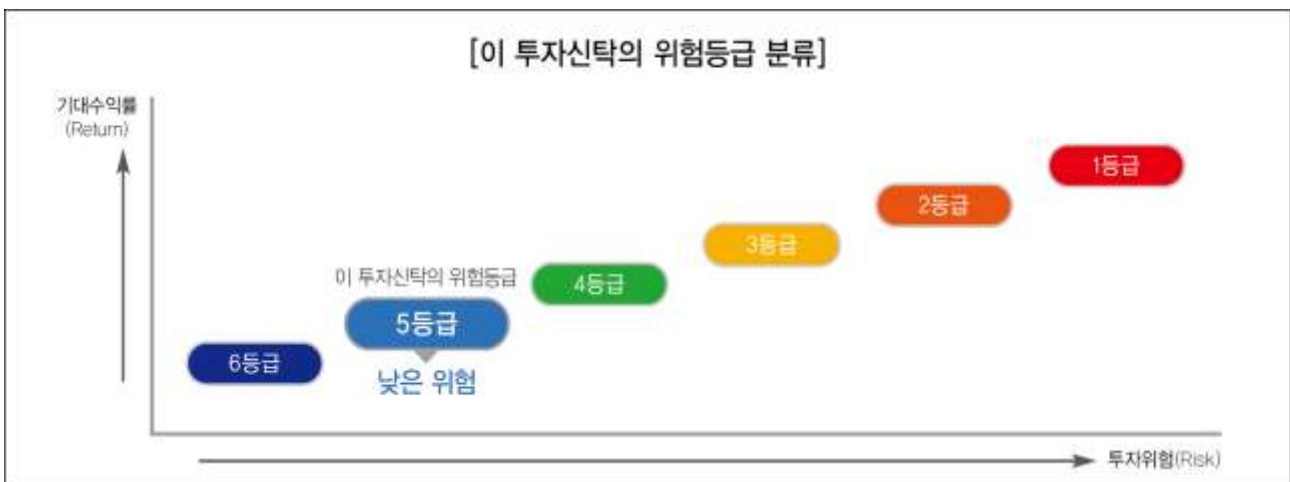 [이 투자신탁의 위험등급 분류]
기대수익률
(Return)
1등급
2등급
3등급
이 투자신탁의 위험등급
4등급
5등급
6등급
낮은 위험
투자위험(Risk)